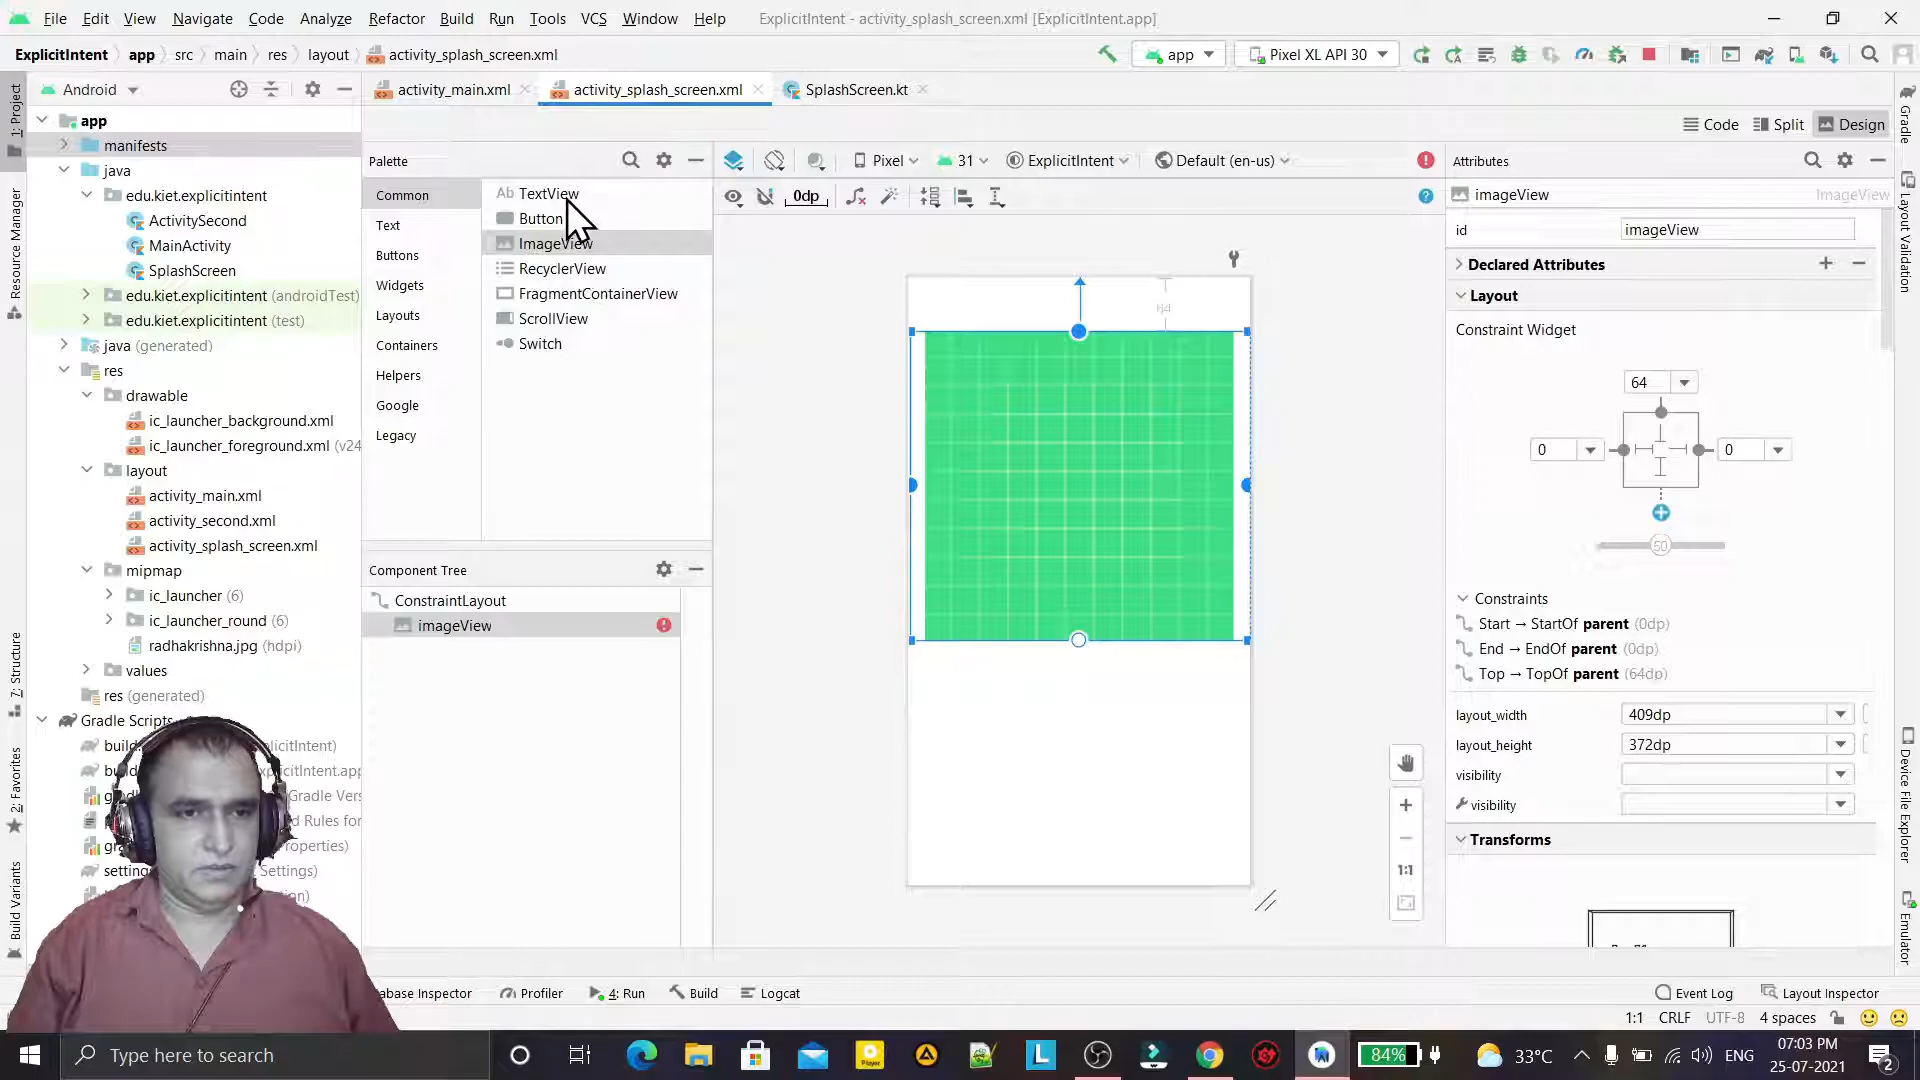 File Edit View Navigate Code Analyze Refactor Build Run Tools VCS Window Help ExplicitIntent - activity_splash_screen.xml [ExplicitIntent.app]
ExplicitIntent app src main res layout activity_splash_screen.xml app Pixel XL API 30
Android activity_main.xml activity_splash_screen.xml SplashScreen.kt
Code Split Design
1: Project
Resource Manager
7: Structure
2: Favorites
Build Variants
app
manifests
java
edu.kiet.explicitintent
ActivitySecond
MainActivity
SplashScreen
edu.kiet.explicitintent (androidTest)
edu.kiet.explicitintent (test)
java (generated)
res
drawable
ic_launcher_background.xml
ic_launcher_foreground.xml (v24
layout
activity_main.xml
activity_second.xml
activity_splash_screen.xml
mipmap
ic_launcher (6)
ic_launcher_round (6)
radhakrishna.jpg (hdpi)
values
res (generated)
Gradle Scripts
Palette
Common
Text
Buttons
Widgets
Layouts
Containers
Helpers
Google
Legacy
Ab TextView
Button
ImageView
RecyclerView
FragmentContainerView
ScrollView
Switch
Component Tree
ConstraintLayout
imageView
Pixel 31 ExplicitIntent Default (en-us)
0dp
1:1
Attributes
imageView ImageView
id imageView
Declared Attributes
Layout
Constraint Widget
64
0 0
50
Constraints
Start → StartOf parent (0dp)
End → EndOf parent (0dp)
Top → TopOf parent (64dp)
layout_width 409dp
layout_height 372dp
visibility
visibility
Transforms
Gradle
Layout Validation
Device File Explorer
Emulator
abase Inspector Profiler 4: Run Build Logcat Event Log Layout Inspector
1:1 CRLF UTF-8 4 spaces
Type here to search 84% 33°C ENG 07:03 PM
25-07-2021
2